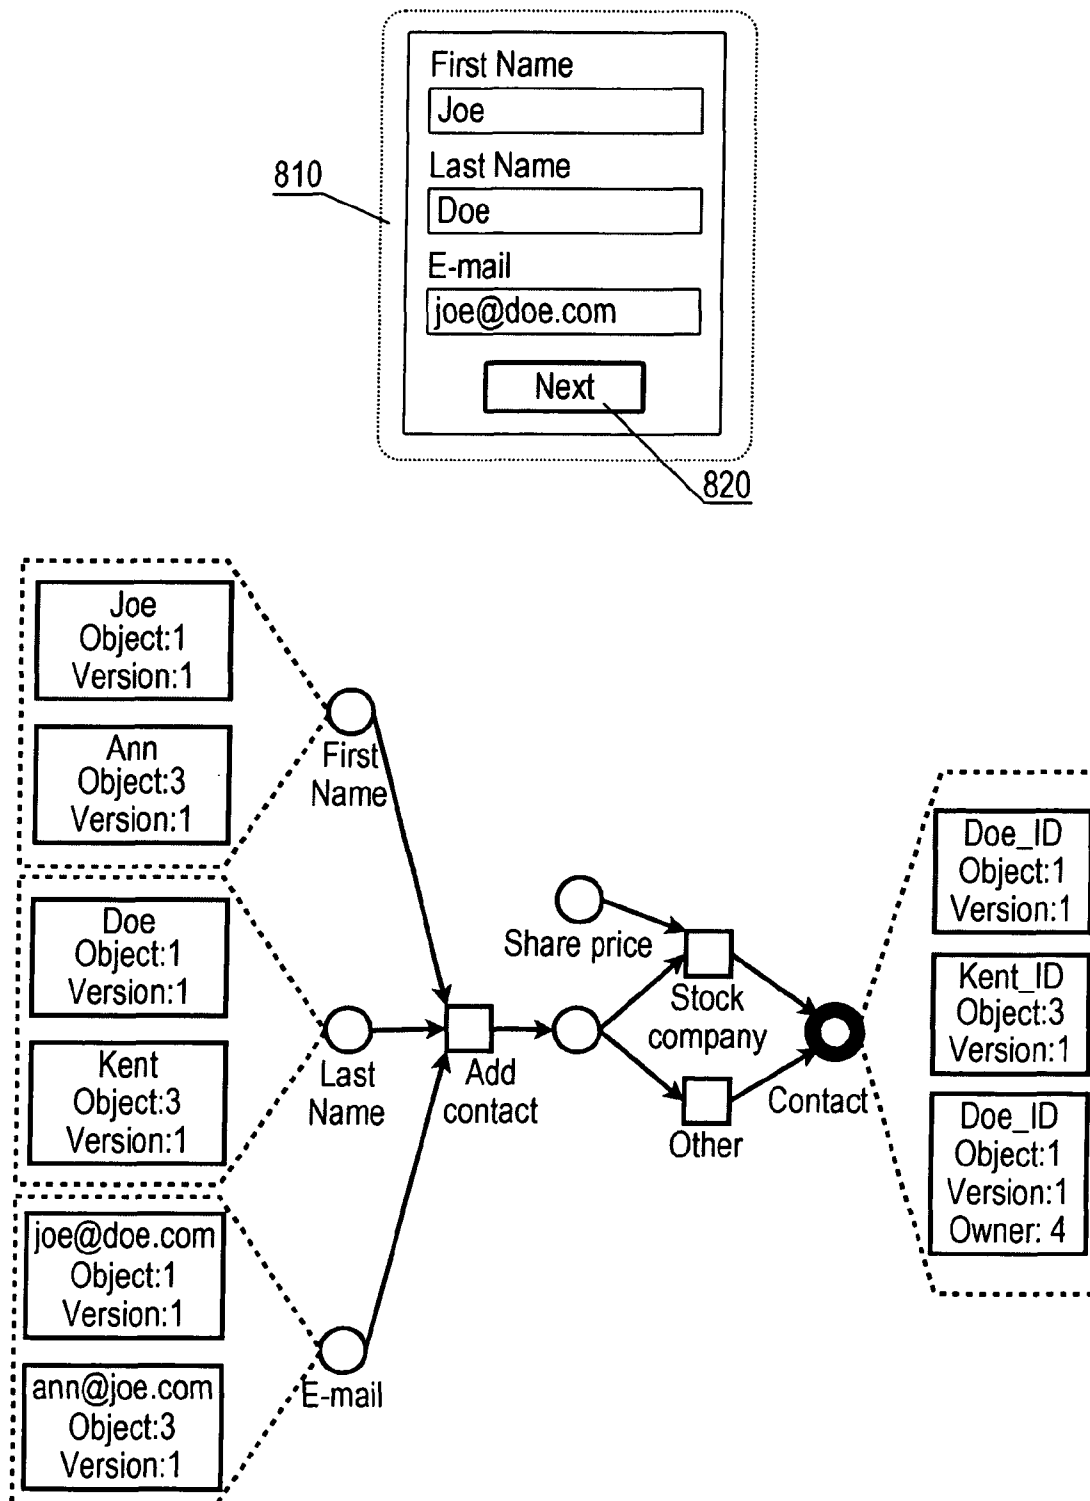 First Name
Joe
Last Name
Doe
E-mail
joe@doe.com
Next
810
820
Joe
Object:1
Version:1
Ann
Object:3
Version:1
First
Name
Doe
Object:1
Version:1
Kent
Object:3
Version:1
Last
Name
joe@doe.com
Object:1
Version:1
ann@joe.com
Object:3
Version:1
E-mail
Add
contact
Share price
Stock
company
Other
Contact
Doe_ID
Object:1
Version:1
Kent_ID
Object:3
Version:1
Doe_ID
Object:1
Version:1
Owner: 4